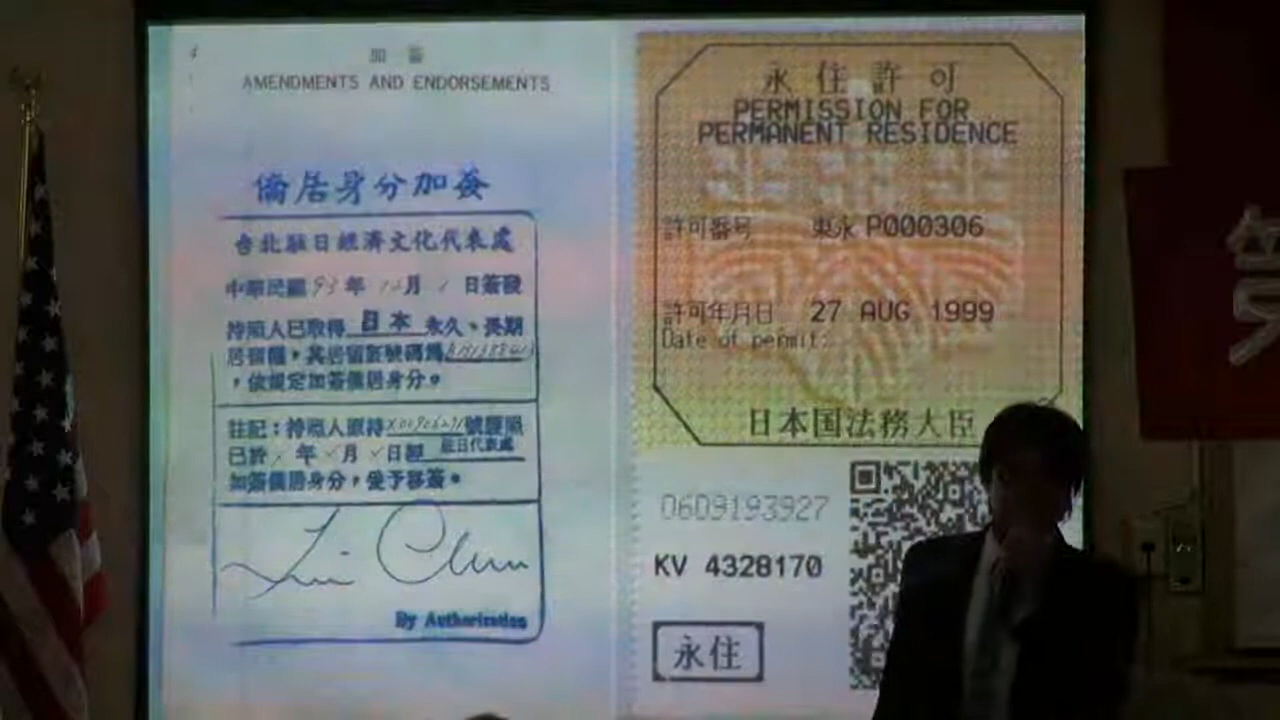 4
加 簽
AMENDMENTS AND ENDORSEMENTS
僑居身分加簽
台北駐日經濟文化代表處
中華民國 93 年 月 日簽發
持照人已取得 日本 永久、長期
居留權,其居留証號碼為
,依規定加簽僑居身分。
註記:持照人原持 號護照
已於 年 月 日經 駐日代表處
加簽僑居身分,爰予移簽。
By Authorization
永住許可
PERMISSION FOR
PERMANENT RESIDENCE
許可番号 東永 P000306
許可年月日 27 AUG 1999
Date of permit:
日本国法務大臣
06D9193927
KV 4328170
永住